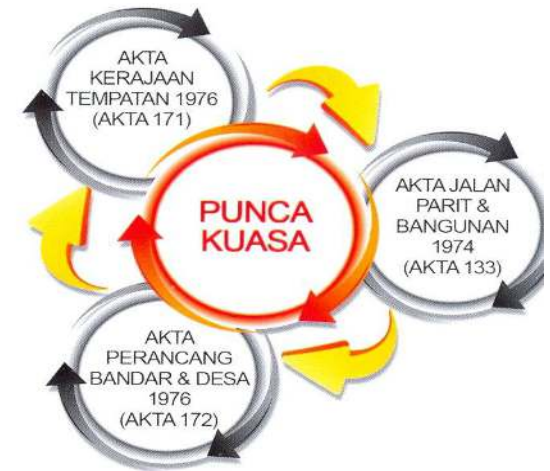 AKTA
KERAJAAN
TEMPATAN 1976
(AKTA 171)
PUNCA
KUASA
AKTA JALAN
PARIT &
BANGUNAN
1974
(AKTA 133)
AKTA
PERANCANG
BANDAR & DESA
1976
(AKTA 172)